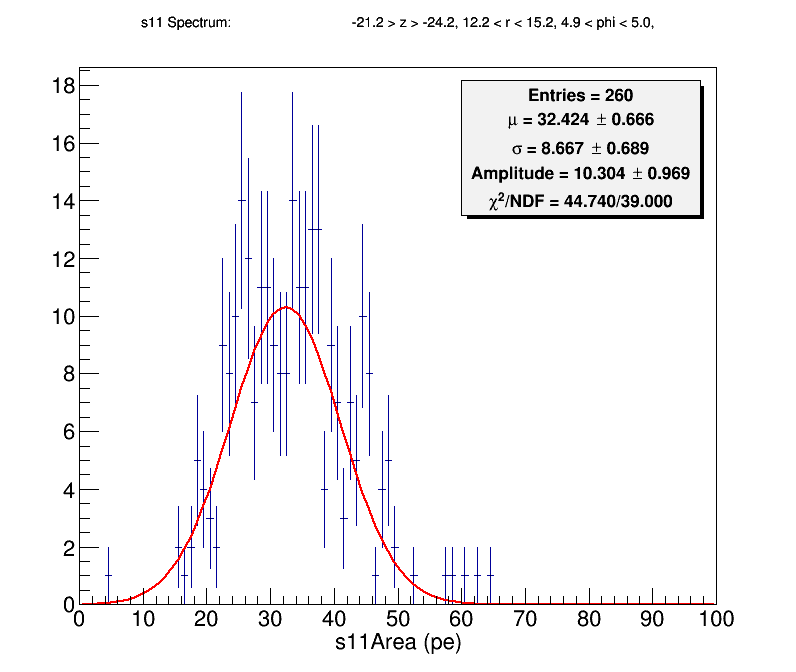 s11 Spectrum: -21.2 > z > -24.2, 12.2 < r < 15.2, 4.9 < phi < 5.0,
Entries = 260
μ = 32.424 ± 0.666
σ = 8.667 ± 0.689
Amplitude = 10.304 ± 0.969
χ²/NDF = 44.740/39.000
18
16
14
12
10
8
6
4
2
0
0 10 20 30 40 50 60 70 80 90 100
s11Area (pe)